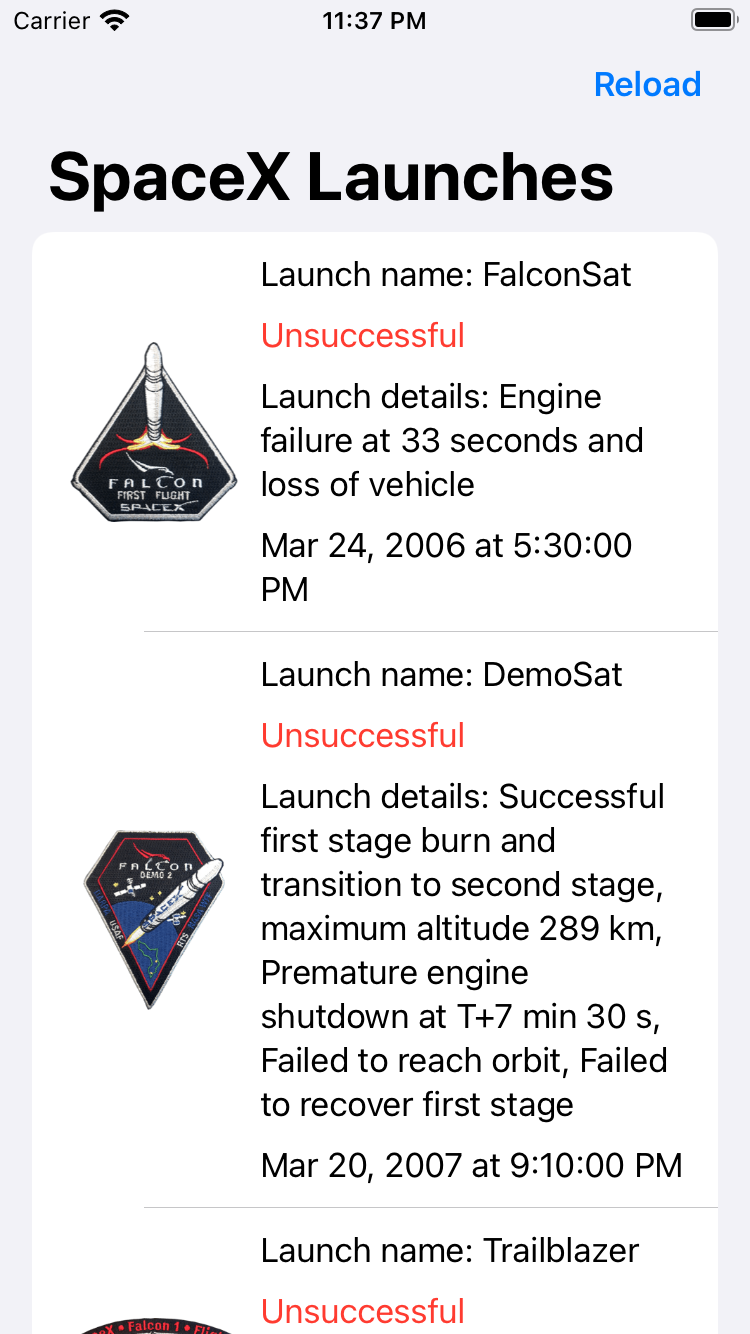 Carrier 11:37 PM
Reload
SpaceX Launches
Launch name: FalconSat
Unsuccessful
Launch details: Engine
failure at 33 seconds and
loss of vehicle
Mar 24, 2006 at 5:30:00
PM
FALCON
FIRST FLIGHT
SPACEX
Launch name: DemoSat
Unsuccessful
Launch details: Successful
first stage burn and
transition to second stage,
maximum altitude 289 km,
Premature engine
shutdown at T+7 min 30 s,
Failed to reach orbit, Failed
to recover first stage
Mar 20, 2007 at 9:10:00 PM
FALCON
DEMO 2
SPACEX
USAF
RTS
Launch name: Trailblazer
Unsuccessful
Falcon 1